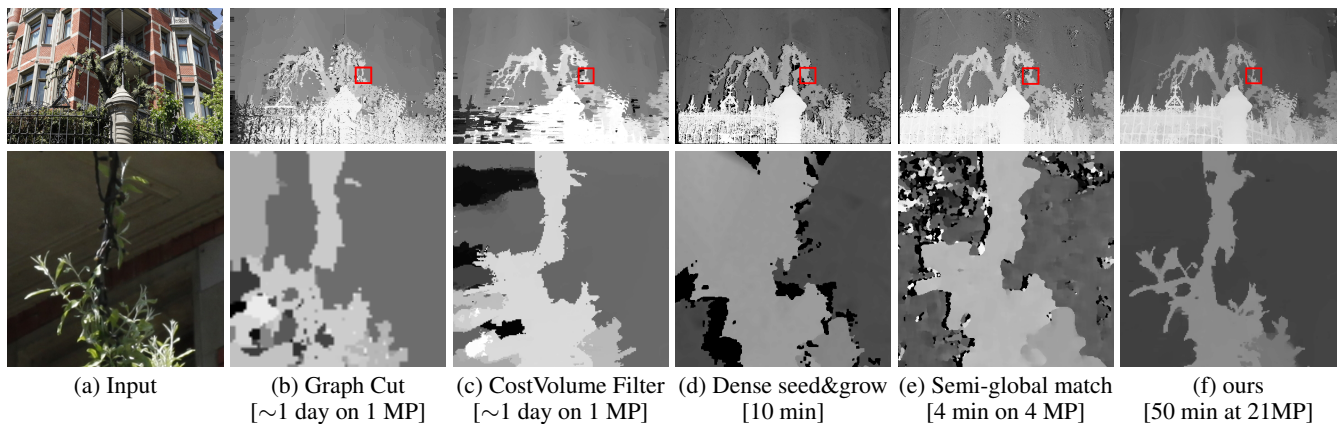 (a) Input
(b) Graph Cut
[∼1 day on 1 MP]
(c) CostVolume Filter
[∼1 day on 1 MP]
(d) Dense seed&grow
[10 min]
(e) Semi-global match
[4 min on 4 MP]
(f) ours
[50 min at 21MP]